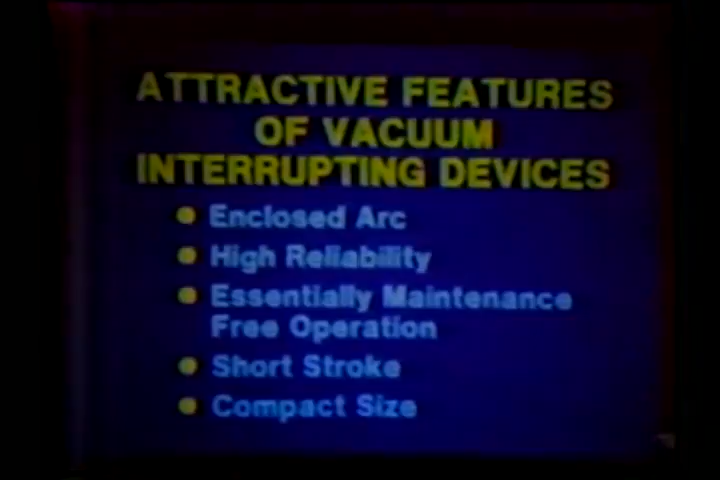 ATTRACTIVE FEATURES
OF VACUUM
INTERRUPTING DEVICES
• Enclosed Arc
• High Reliability
• Essentially Maintenance
Free Operation
• Short Stroke
• Compact Size